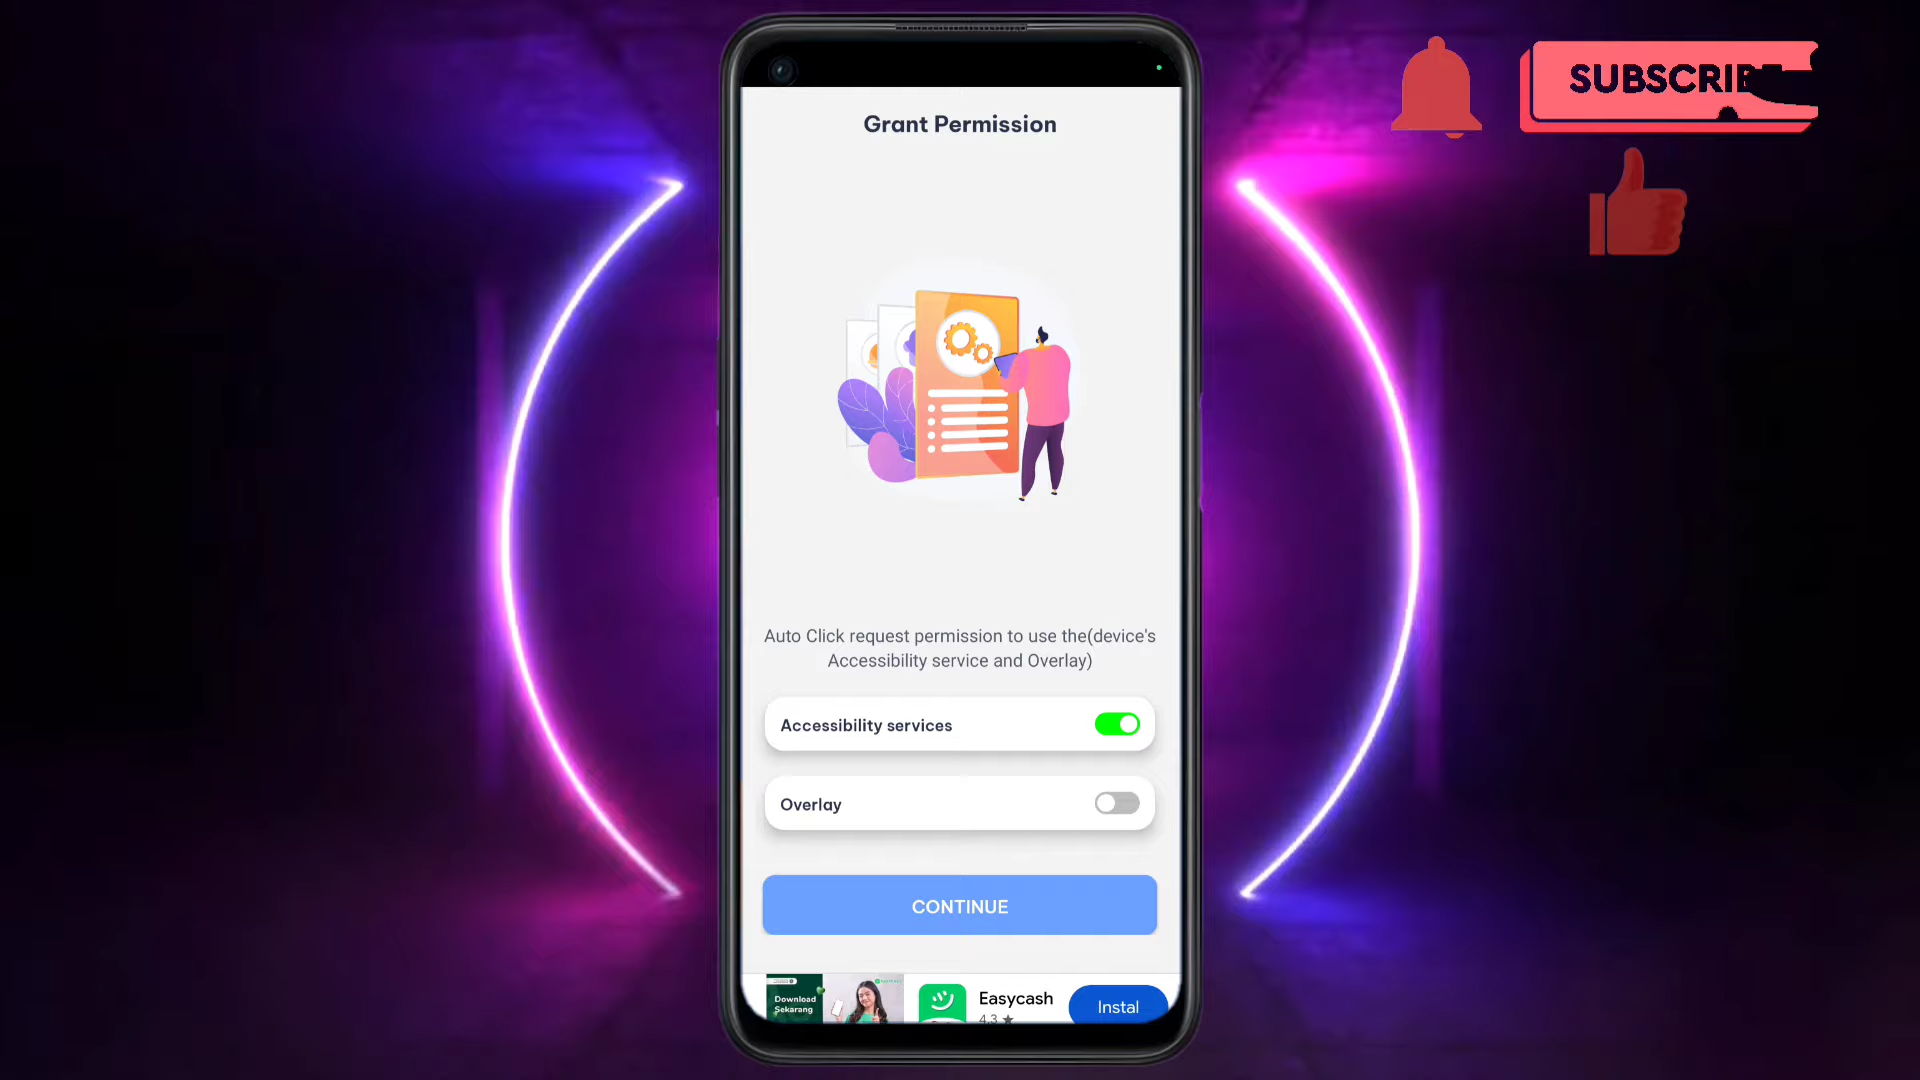 Grant Permission
SUBSCRIBE
Auto Click request permission to use the(device's
Accessibility service and Overlay)
Accessibility services
Overlay
CONTINUE
Download
Sekarang
Easycash
4.3 ★
Instal